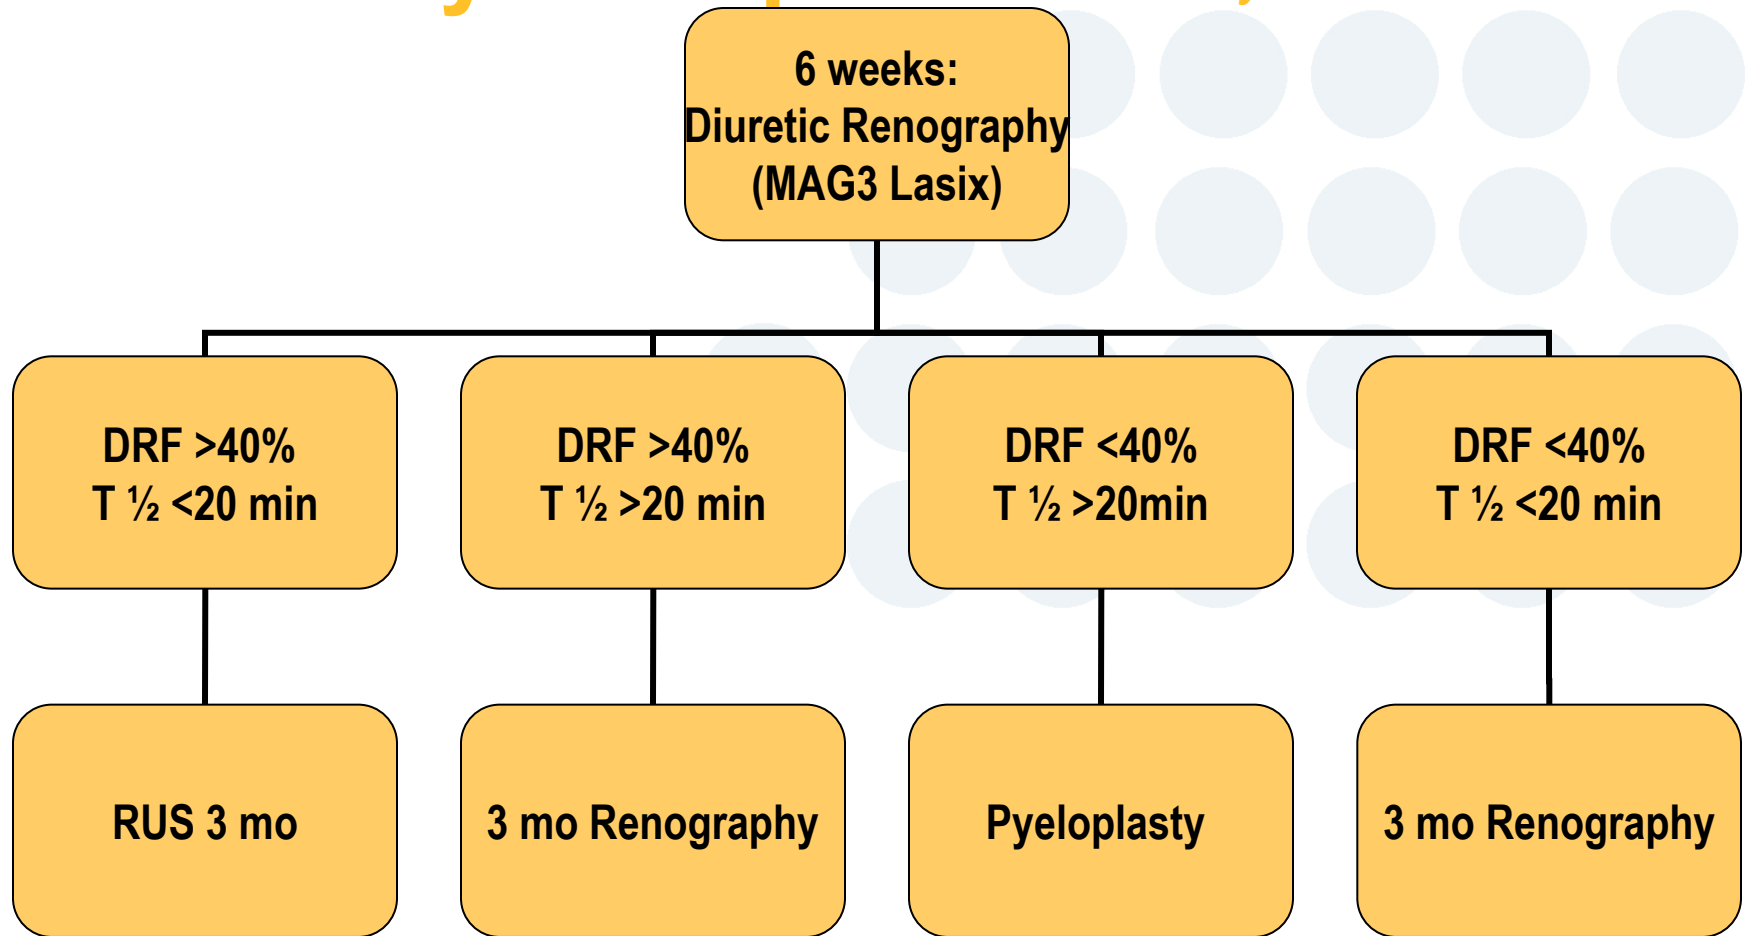 6 weeks:
Diuretic Renography
(MAG3 Lasix)
DRF >40%
T ½ <20 min
DRF >40%
T ½ >20 min
DRF <40%
T ½ >20min
DRF <40%
T ½ <20 min
RUS 3 mo
3 mo Renography
Pyeloplasty
3 mo Renography